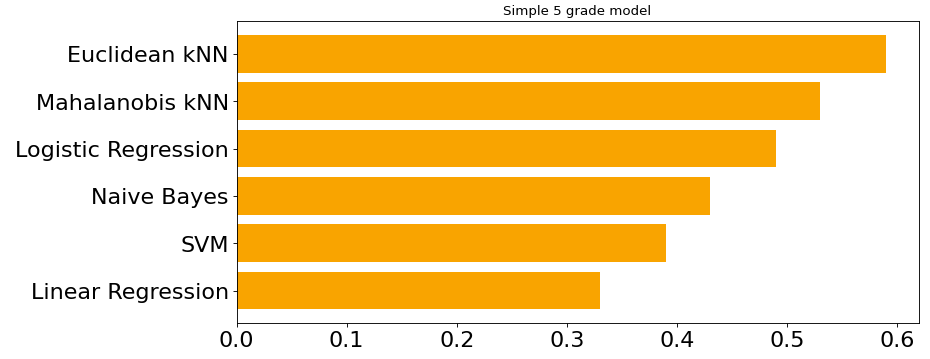 Simple 5 grade model
Euclidean kNN
Mahalanobis kNN
Logistic Regression
Naive Bayes
SVM
Linear Regression
0.0 0.1 0.2 0.3 0.4 0.5 0.6